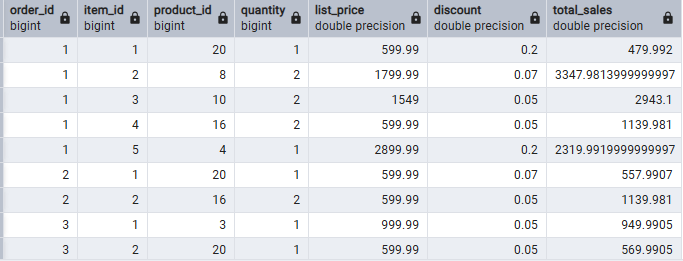 order_id item_id product_id quantity list_price discount total_sales
bigint bigint bigint bigint double precision double precision double precision
1 1 20 1 599.99 0.2 479.992
1 2 8 2 1799.99 0.07 3347.9813999999997
1 3 10 2 1549 0.05 2943.1
1 4 16 2 599.99 0.05 1139.981
1 5 4 1 2899.99 0.2 2319.9919999999997
2 1 20 1 599.99 0.07 557.9907
2 2 16 2 599.99 0.05 1139.981
3 1 3 1 999.99 0.05 949.9905
3 2 20 1 599.99 0.05 569.9905